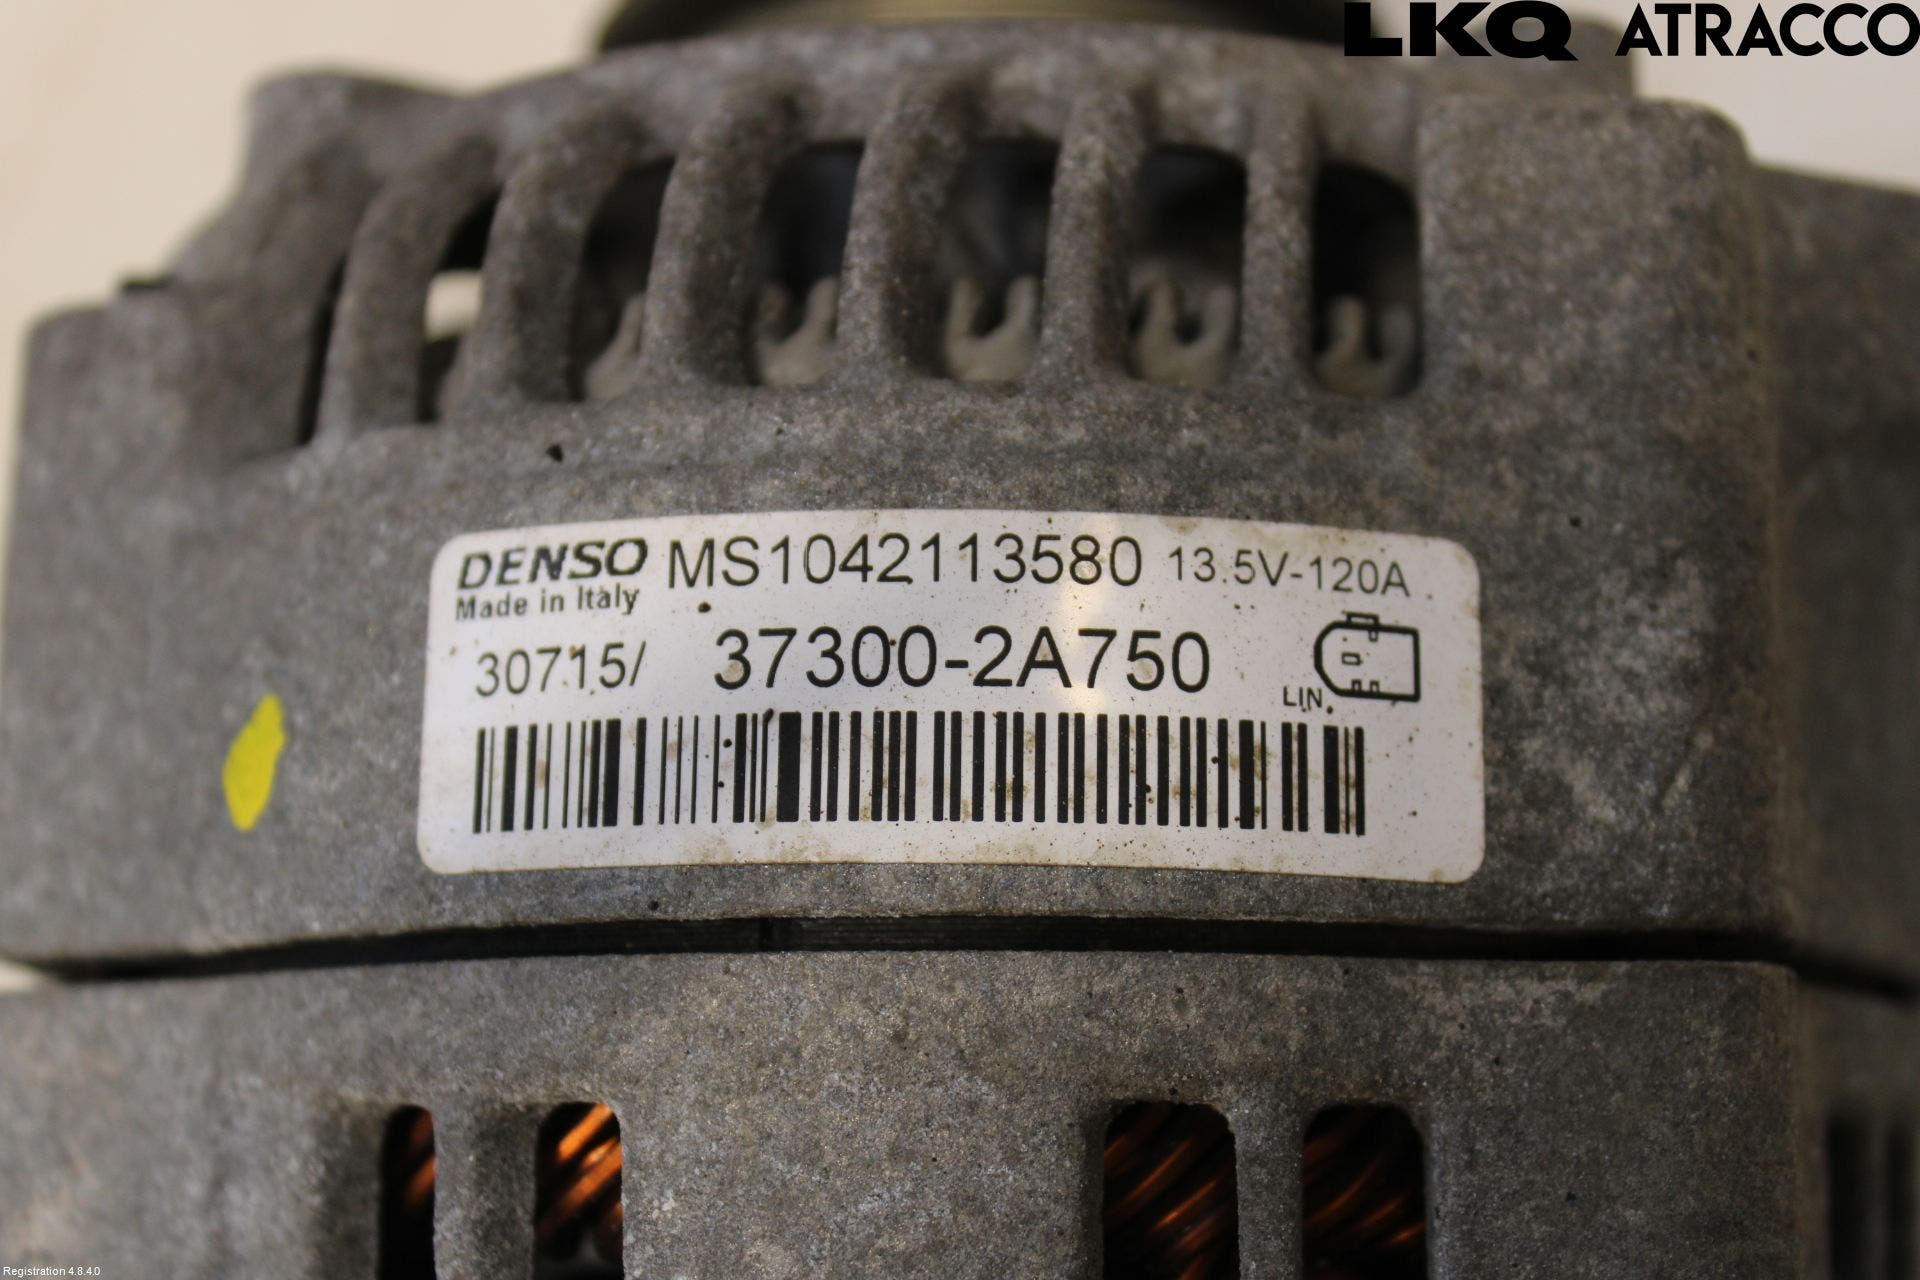 LKQ ATRACCO
DENSO MS1042113580 13.5V-120A
Made in Italy
30715/ 37300-2A750
LIN
Registration 4.8.4.0